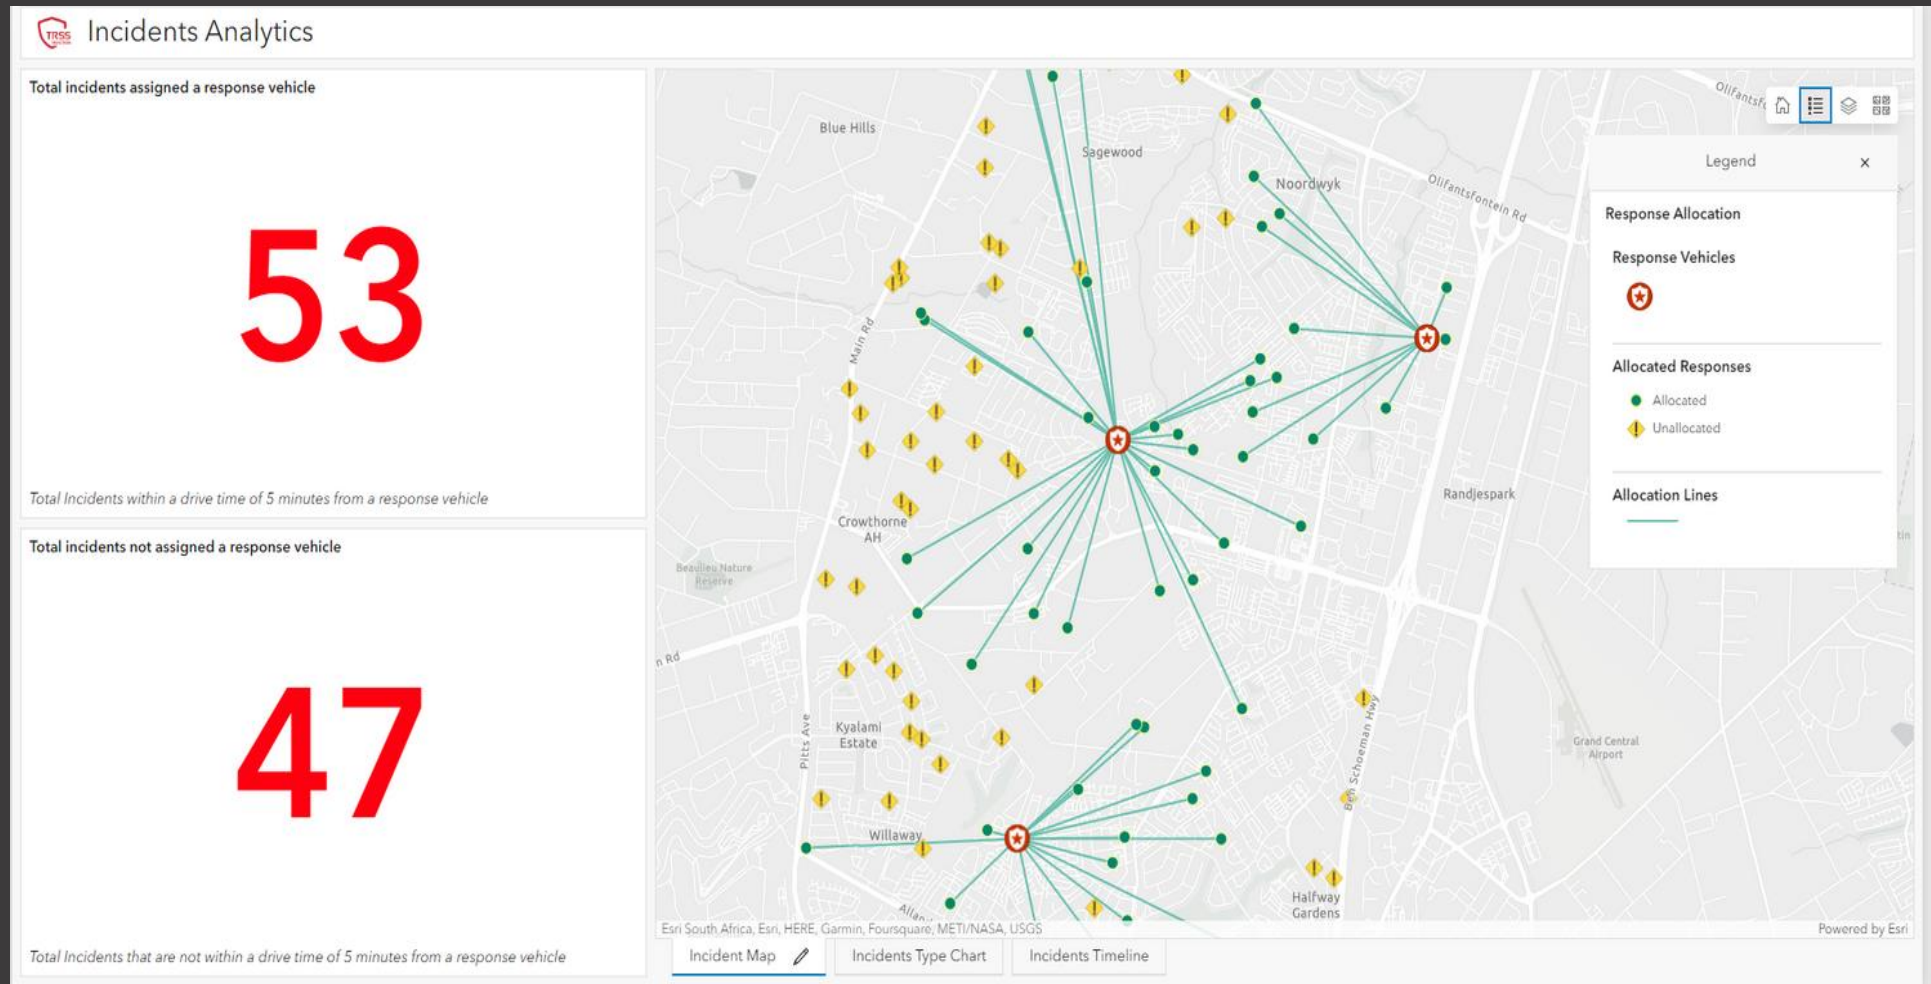 TRSS
Incidents Analytics
Total incidents assigned a response vehicle
53
Total Incidents within a drive time of 5 minutes from a response vehicle
Total incidents not assigned a response vehicle
47
Total Incidents that are not within a drive time of 5 minutes from a response vehicle
Blue Hills
Sagewood
Noordwyk
Olifantsfontein Rd
Olifantsfo
Main Rd
Randjespark
Crowthorne
AH
Beaulieu Nature
Reserve
n Rd
Pitts Ave
Kyalami
Estate
Ben Schoeman Hwy
Grand Central
Airport
Willaway
Halfway
Gardens
Legend
Response Allocation
Response Vehicles
Allocated Responses
Allocated
Unallocated
Allocation Lines
Esri South Africa, Esri, HERE, Garmin, Foursquare, METI/NASA, USGS
Powered by Esri
Incident Map
Incidents Type Chart
Incidents Timeline